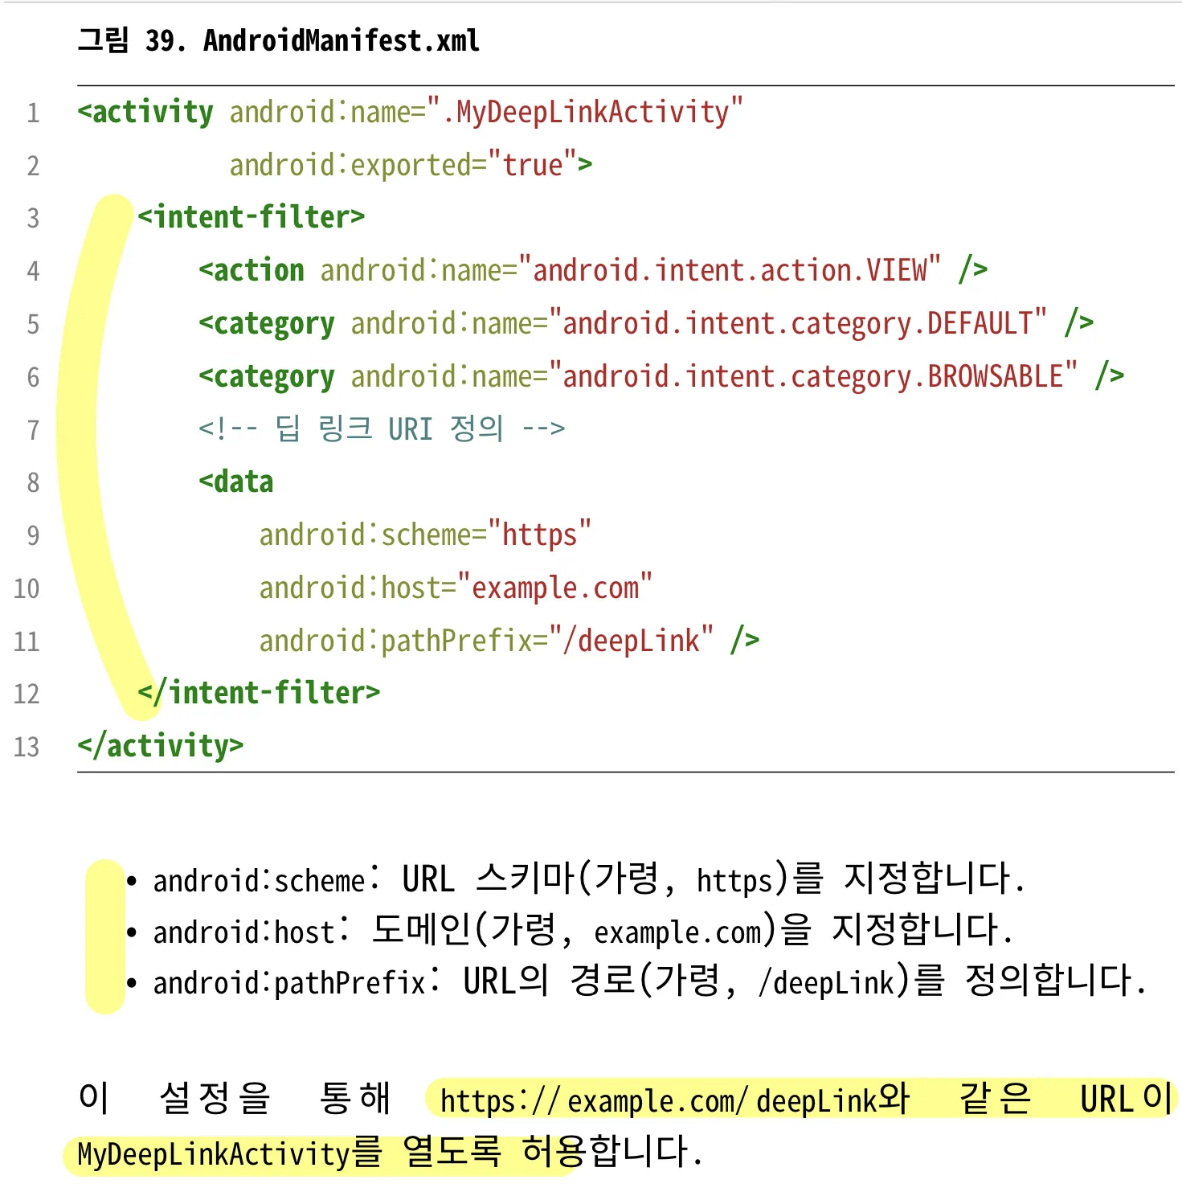 그림 39. AndroidManifest.xml
1 <activity android:name=".MyDeepLinkActivity"
2 android:exported="true">
3 <intent-filter>
4 <action android:name="android.intent.action.VIEW" />
5 <category android:name="android.intent.category.DEFAULT" />
6 <category android:name="android.intent.category.BROWSABLE" />
7 <!-- 딥 링크 URI 정의 -->
8 <data
9 android:scheme="https"
10 android:host="example.com"
11 android:pathPrefix="/deepLink" />
12 </intent-filter>
13 </activity>
• android:scheme: URL 스키마(가령, https)를 지정합니다.
• android:host: 도메인(가령, example.com)을 지정합니다.
• android:pathPrefix: URL의 경로(가령, /deepLink)를 정의합니다.
이 설정을 통해 https://example.com/deepLink와 같은 URL이
MyDeepLinkActivity를 열도록 허용합니다.